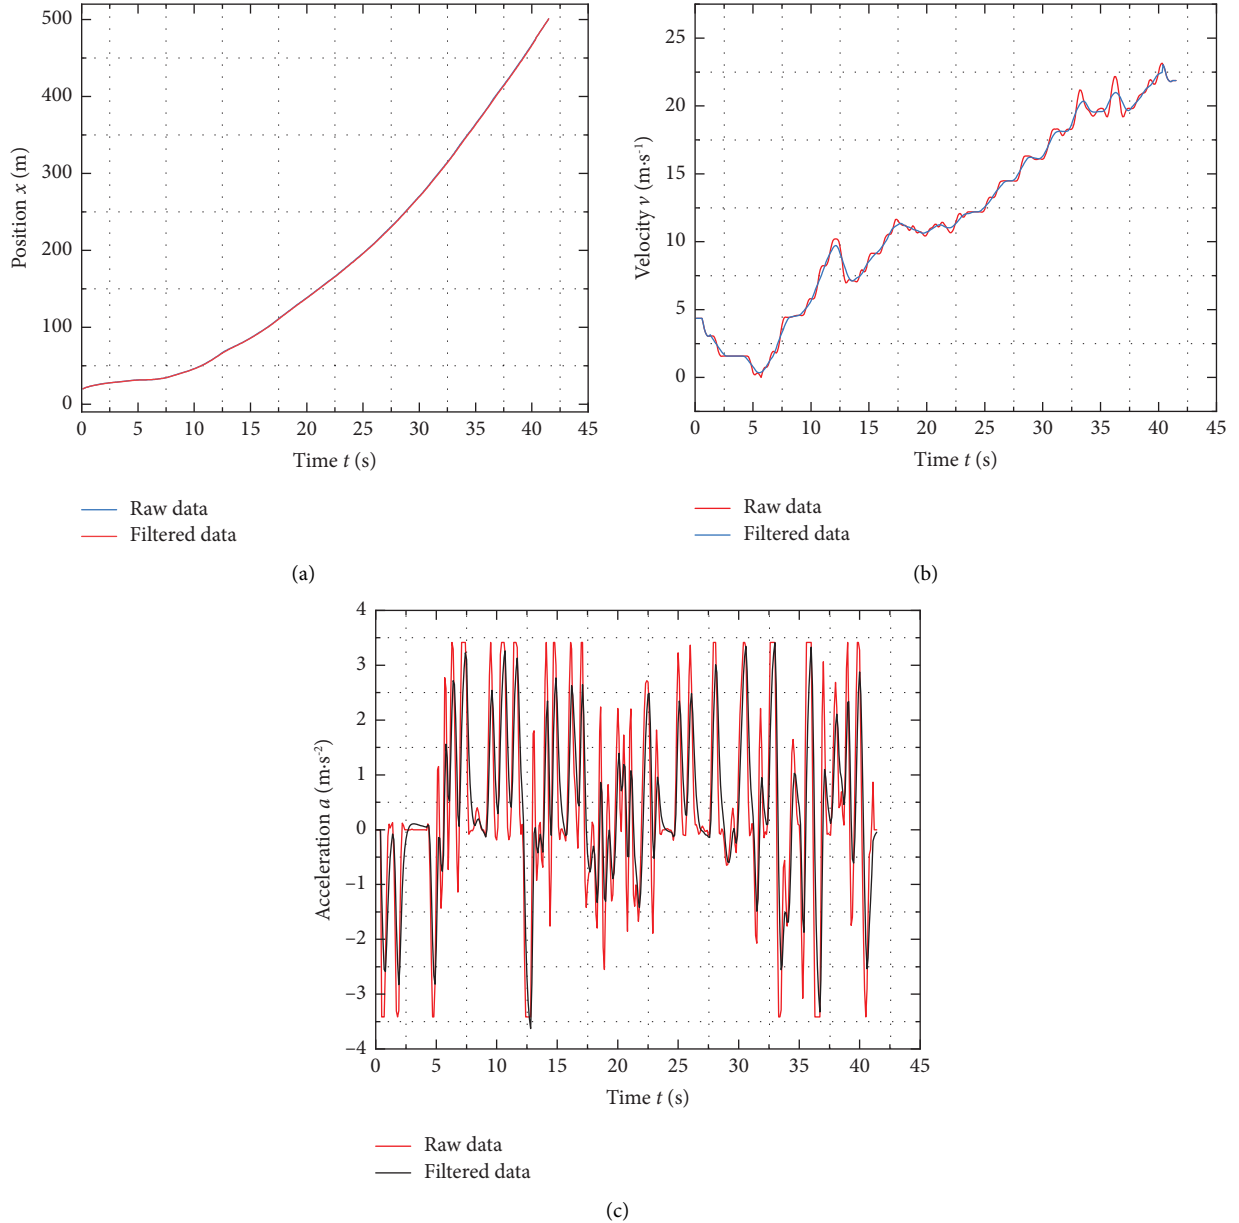 500
400
300
200
100
0
Position x (m)
0 5 10 15 20 25 30 35 40 45
Time t (s)
Raw data
Filtered data
(a)
25
20
15
10
5
0
Velocity v (m·s⁻¹)
0 5 10 15 20 25 30 35 40 45
Time t (s)
Raw data
Filtered data
(b)
4
3
2
1
0
−1
−2
−3
−4
Acceleration a (m·s⁻²)
0 5 10 15 20 25 30 35 40 45
Time t (s)
Raw data
Filtered data
(c)